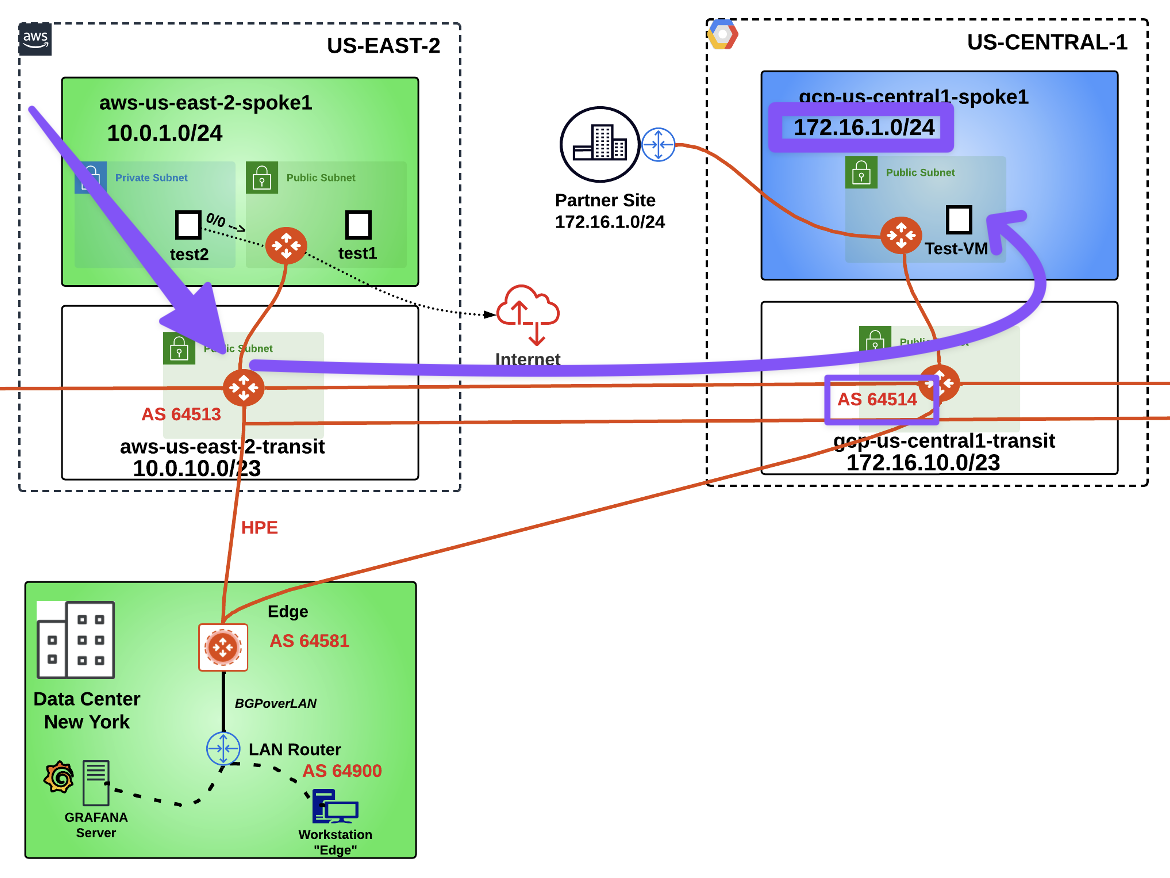 aws
US-EAST-2
aws-us-east-2-spoke1
10.0.1.0/24
Private Subnet
Public Subnet
0/0 -->
test2
test1
Internet
Public Subnet
AS 64513
aws-us-east-2-transit
10.0.10.0/23
HPE
Partner Site
172.16.1.0/24
US-CENTRAL-1
gcp-us-central1-spoke1
172.16.1.0/24
Public Subnet
Test-VM
AS 64514
gcp-us-central1-transit
172.16.10.0/23
Edge
AS 64581
Data Center
New York
BGPoverLAN
LAN Router
AS 64900
GRAFANA
Server
Workstation
"Edge"